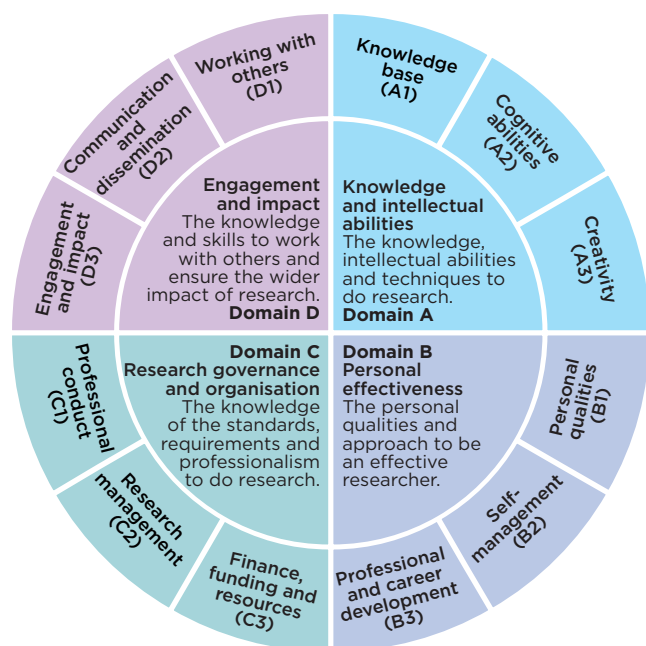 Knowledge
base
(A1)
Cognitive
abilities
(A2)
Creativity
(A3)
Personal
qualities
(B1)
Self-
management
(B2)
Professional
and career
development
(B3)
Finance,
funding and
resources
(C3)
Research
management
(C2)
Professional
conduct
(C1)
Engagement
and impact
(D3)
Communication
and
dissemination
(D2)
Working with
others
(D1)
Engagement
and impact
The knowledge
and skills to work
with others and
ensure the wider
impact of research.
Domain D
Knowledge
and intellectual
abilities
The knowledge,
intellectual abilities
and techniques to
do research.
Domain A
Domain C
Research governance
and organisation
The knowledge
of the standards,
requirements and
professionalism
to do research.
Domain B
Personal
effectiveness
The personal
qualities and
approach to be
an effective
researcher.